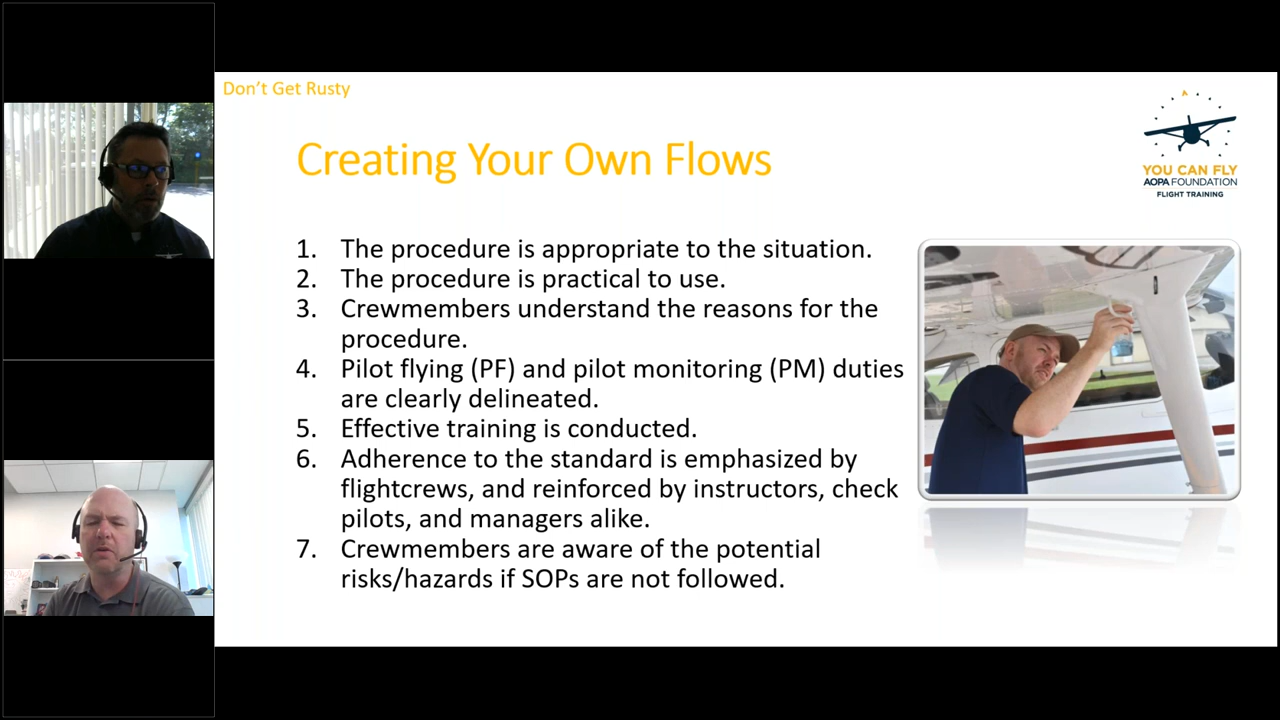 Don't Get Rusty
Creating Your Own Flows
YOU CAN FLY
AOPA FOUNDATION
FLIGHT TRAINING
1. The procedure is appropriate to the situation.
2. The procedure is practical to use.
3. Crewmembers understand the reasons for the
procedure.
4. Pilot flying (PF) and pilot monitoring (PM) duties
are clearly delineated.
5. Effective training is conducted.
6. Adherence to the standard is emphasized by
flightcrews, and reinforced by instructors, check
pilots, and managers alike.
7. Crewmembers are aware of the potential
risks/hazards if SOPs are not followed.